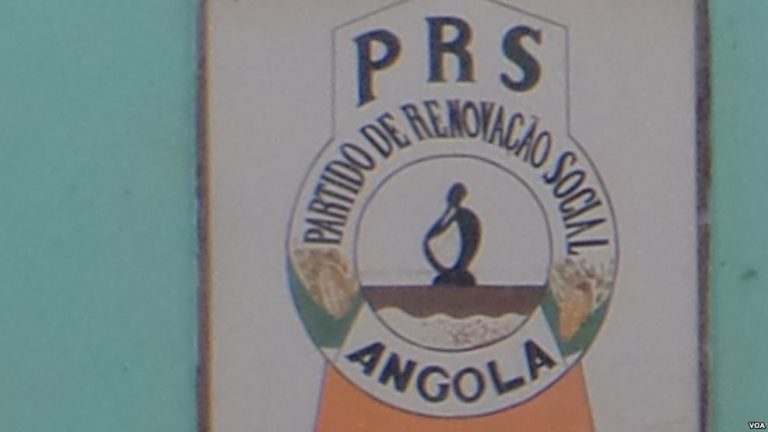 PRS
PARTIDO DE RENOVAÇÃO SOCIAL
ANGOLA
VOA